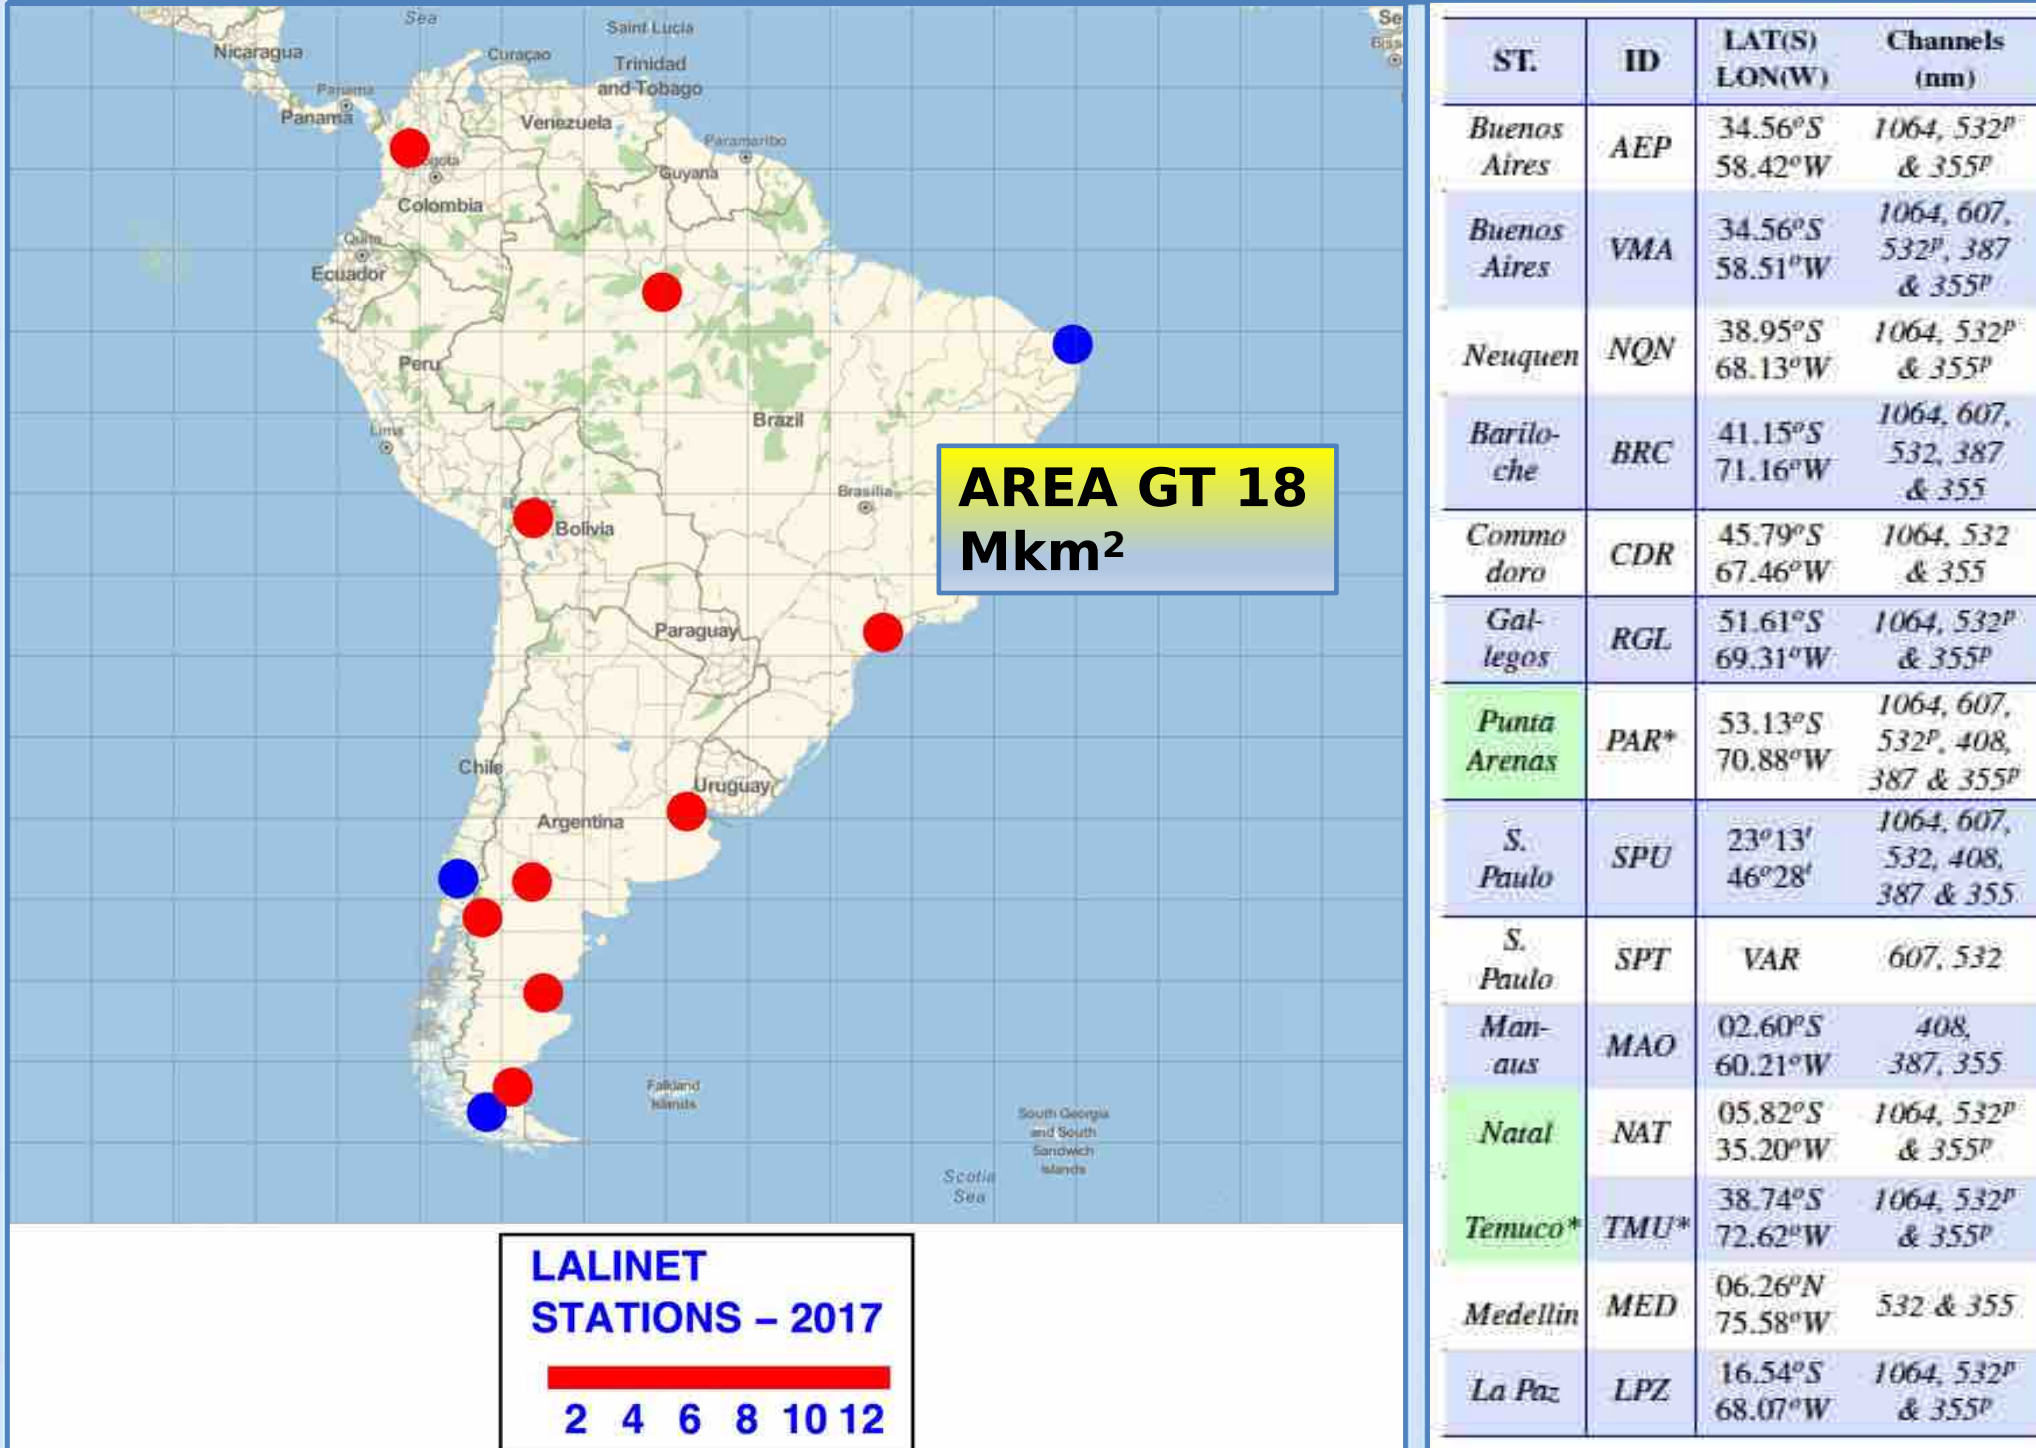 Sea
Saint Lucia
Nicaragua
Curaçao
Trinidad
and Tobago
Panama
Panama
Venezuela
Paramaribo
Guyana
Colombia
Quito
Ecuador
Peru
Brazil
Lima
Brasília
Bolivia
AREA GT 18
Mkm²
Paraguay
Chile
Uruguay
Argentina
Falkland
Islands
South Georgia
and South
Sandwich
Islands
Scotia
Sea
LALINET
STATIONS – 2017
2 4 6 8 10 12
ST. ID LAT(S) LON(W) Channels (nm)
Buenos Aires AEP 34.56°S 58.42°W 1064, 532ᵖ & 355ᵖ
Buenos Aires VMA 34.56°S 58.51°W 1064, 607, 532ᵖ, 387 & 355ᵖ
Neuquen NQN 38.95°S 68.13°W 1064, 532ᵖ & 355ᵖ
Barilo- che BRC 41.15°S 71.16°W 1064, 607, 532, 387 & 355
Commo doro CDR 45.79°S 67.46°W 1064, 532 & 355
Gal- legos RGL 51.61°S 69.31°W 1064, 532ᵖ & 355ᵖ
Punta Arenas PAR* 53.13°S 70.88°W 1064, 607, 532ᵖ, 408, 387 & 355ᵖ
S. Paulo SPU 23°13′ 46°28′ 1064, 607, 532, 408, 387 & 355
S. Paulo SPT VAR 607, 532
Man- aus MAO 02.60°S 60.21°W 408, 387, 355
Natal NAT 05.82°S 35.20°W 1064, 532ᵖ & 355ᵖ
Temuco* TMU* 38.74°S 72.62°W 1064, 532ᵖ & 355ᵖ
Medellin MED 06.26°N 75.58°W 532 & 355
La Paz LPZ 16.54°S 68.07°W 1064, 532ᵖ & 355ᵖ